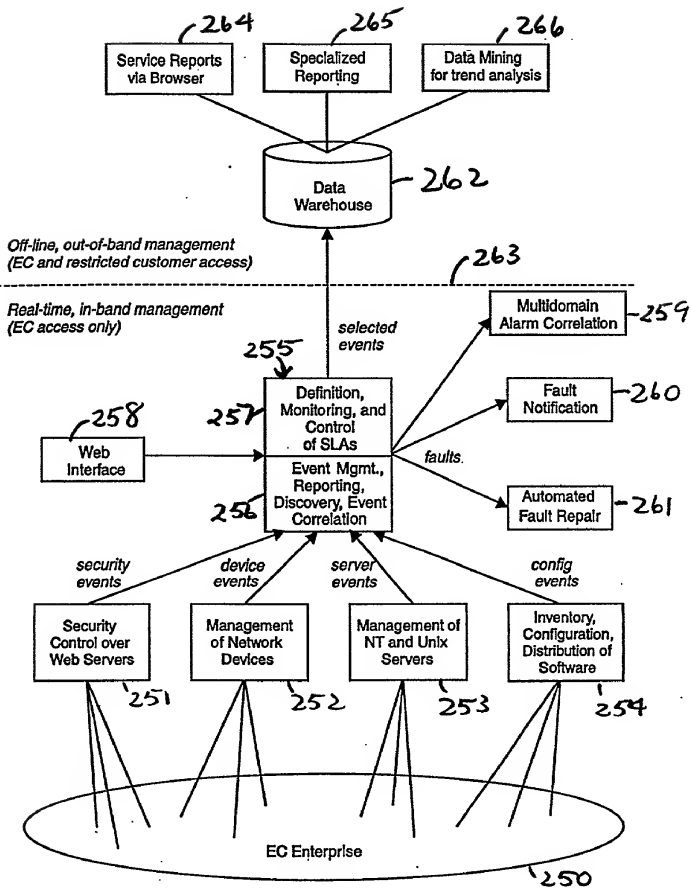 264
265
266
Service Reports
via Browser
Specialized
Reporting
Data Mining
for trend analysis
Data
Warehouse
262
Off-line, out-of-band management
(EC and restricted customer access)
263
Real-time, in-band management
(EC access only)
selected
events
Multidomain
Alarm Correlation
259
255
257
Definition,
Monitoring, and
Control
of SLAs
Fault
Notification
260
258
Web
Interface
faults.
256
Event Mgmt.,
Reporting,
Discovery, Event
Correlation
Automated
Fault Repair
261
security
events
device
events
server
events
config
events
Security
Control over
Web Servers
251
Management
of Network
Devices
252
Management of
NT and Unix
Servers
253
Inventory,
Configuration,
Distribution of
Software
254
EC Enterprise
250